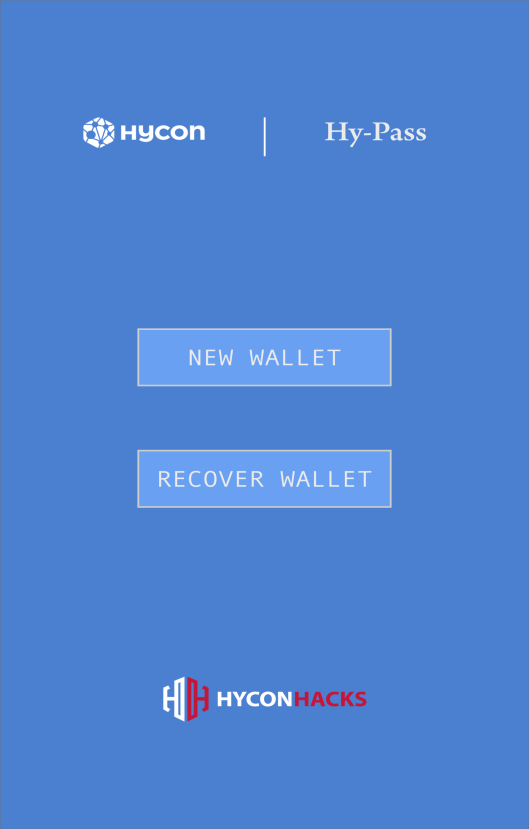 HYCON
Hy-Pass
NEW WALLET
RECOVER WALLET
HYCONHACKS